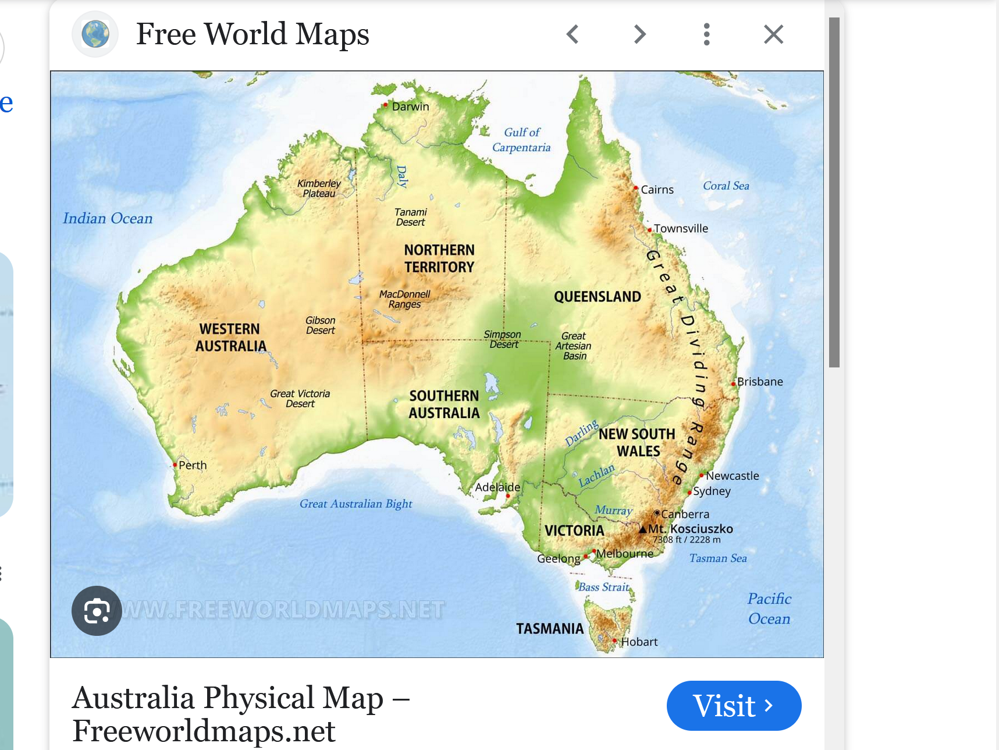 Free World Maps
e
Darwin
Gulf of
Carpentaria
Daly
Kimberley
Plateau
Cairns
Coral Sea
Indian Ocean
Tanami
Desert
Townsville
NORTHERN
TERRITORY
Great Dividing Range
MacDonnell
Ranges
QUEENSLAND
Gibson
Desert
WESTERN
AUSTRALIA
Simpson
Desert
Great
Artesian
Basin
Brisbane
Great Victoria
Desert
SOUTHERN
AUSTRALIA
Darling
NEW SOUTH
WALES
Perth
Lachlan
Newcastle
Adelaide
Sydney
Great Australian Bight
Murray
Canberra
VICTORIA
Mt. Kosciuszko
7308 ft / 2228 m
Geelong
Melbourne
Tasman Sea
Bass Strait
Pacific
Ocean
WW.FREEWORLDMAPS.NET
TASMANIA
Hobart
Australia Physical Map –
Freeworldmaps.net
Visit